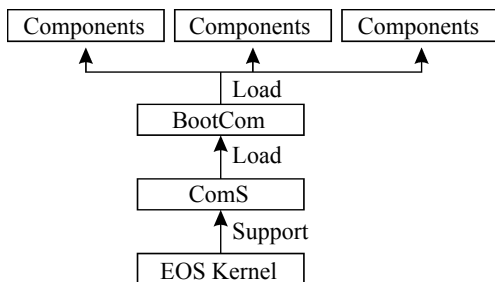 Components Components Components
Load
BootCom
Load
ComS
Support
EOS Kernel